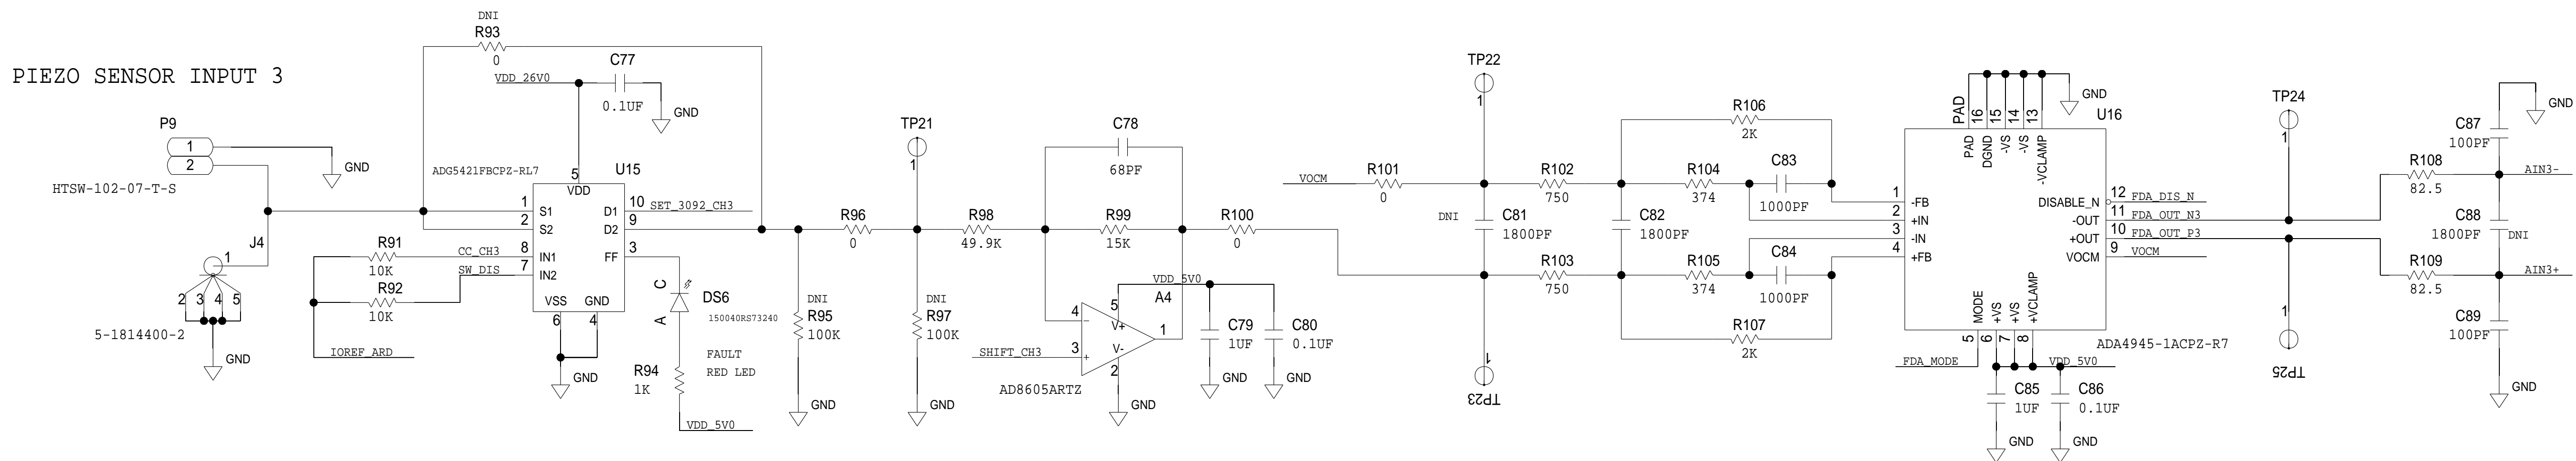 PIEZO SENSOR INPUT 3
P9
1
2
HTSW-102-07-T-S
GND
J4
1
2 3 4 5
5-1814400-2
GND
DNI
R93
0
VDD_26V0
C77
0.1UF
GND
ADG5421FBCPZ-RL7
U15
5
VDD
1 S1
2 S2
8 IN1
7 IN2
D1 10
D2 9
FF 3
VSS GND
6 4
GND
SET_3092_CH3
R91
10K
CC_CH3
SW_DIS
R92
10K
IOREF_ARD
C
A
DS6
150040RS73240
FAULT
RED LED
R94
1K
VDD_5V0
DNI
R95
100K
GND
R96
0
TP21
1
DNI
R97
100K
GND
R98
49.9K
C78
68PF
R99
15K
R100
0
VDD_5V0
A4
4
3
5
V+
V-
2
1
-
+
SHIFT_CH3
AD8605ARTZ
GND
C79
1UF
GND
C80
0.1UF
GND
VOCM
R101
0
TP22
1
DNI
C81
1800PF
1
TP23
R102
750
R103
750
C82
1800PF
R106
2K
R104
374
C83
1000PF
R105
374
C84
1000PF
R107
2K
PAD
16 15 14 13
PAD DGND -VS -VS -VCLAMP
GND
U16
1 -FB
2 +IN
3 -IN
4 +FB
DISABLE_N 12
-OUT 11
+OUT 10
VOCM 9
FDA_DIS_N
FDA_OUT_N3
FDA_OUT_P3
VOCM
MODE +VS +VS +VCLAMP
5 6 7 8
ADA4945-1ACPZ-R7
FDA_MODE
VDD_5V0
C85
1UF
GND
C86
0.1UF
GND
TP24
1
1
TP25
R108
82.5
R109
82.5
GND
C87
100PF
AIN3-
C88
1800PF
DNI
AIN3+
C89
100PF
GND